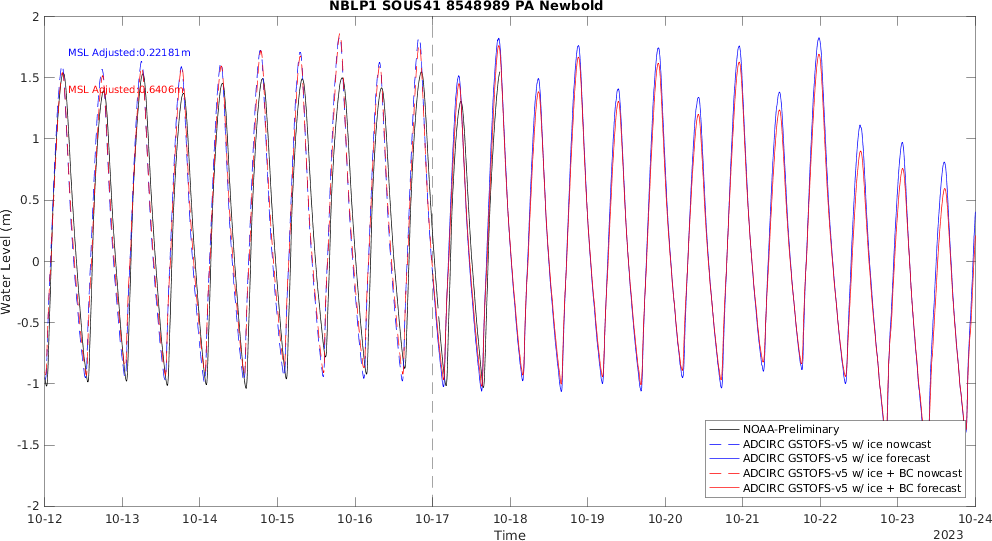 NBLP1 SOUS41 8548989 PA Newbold
MSL Adjusted:0.22181m
MSL Adjusted:0.6406m
Water Level (m)
2
1.5
1
0.5
0
-0.5
-1
-1.5
-2
NOAA-Preliminary
ADCIRC GSTOFS-v5 w/ ice nowcast
ADCIRC GSTOFS-v5 w/ ice forecast
ADCIRC GSTOFS-v5 w/ ice + BC nowcast
ADCIRC GSTOFS-v5 w/ ice + BC forecast
10-12 10-13 10-14 10-15 10-16 10-17 10-18 10-19 10-20 10-21 10-22 10-23 10-24
Time
2023